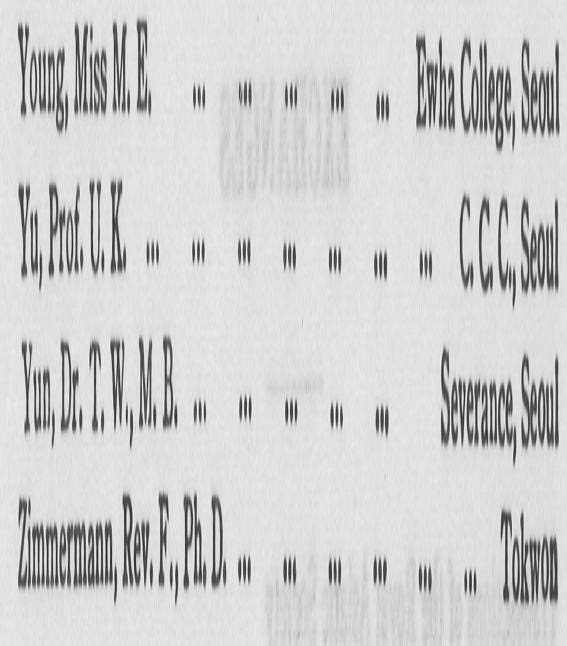 Young, Miss M. E. ... ... ... ... ... Ewha College, Seoul
Yu, Prof. U. K. ... ... ... ... ... ... ... C. C. C., Seoul
Yun, Dr. T. W., M. B. ... ... ... ... ... Severance, Seoul
Zimmermann, Rev. F., Ph. D. ... ... ... ... ... ... Tokwon